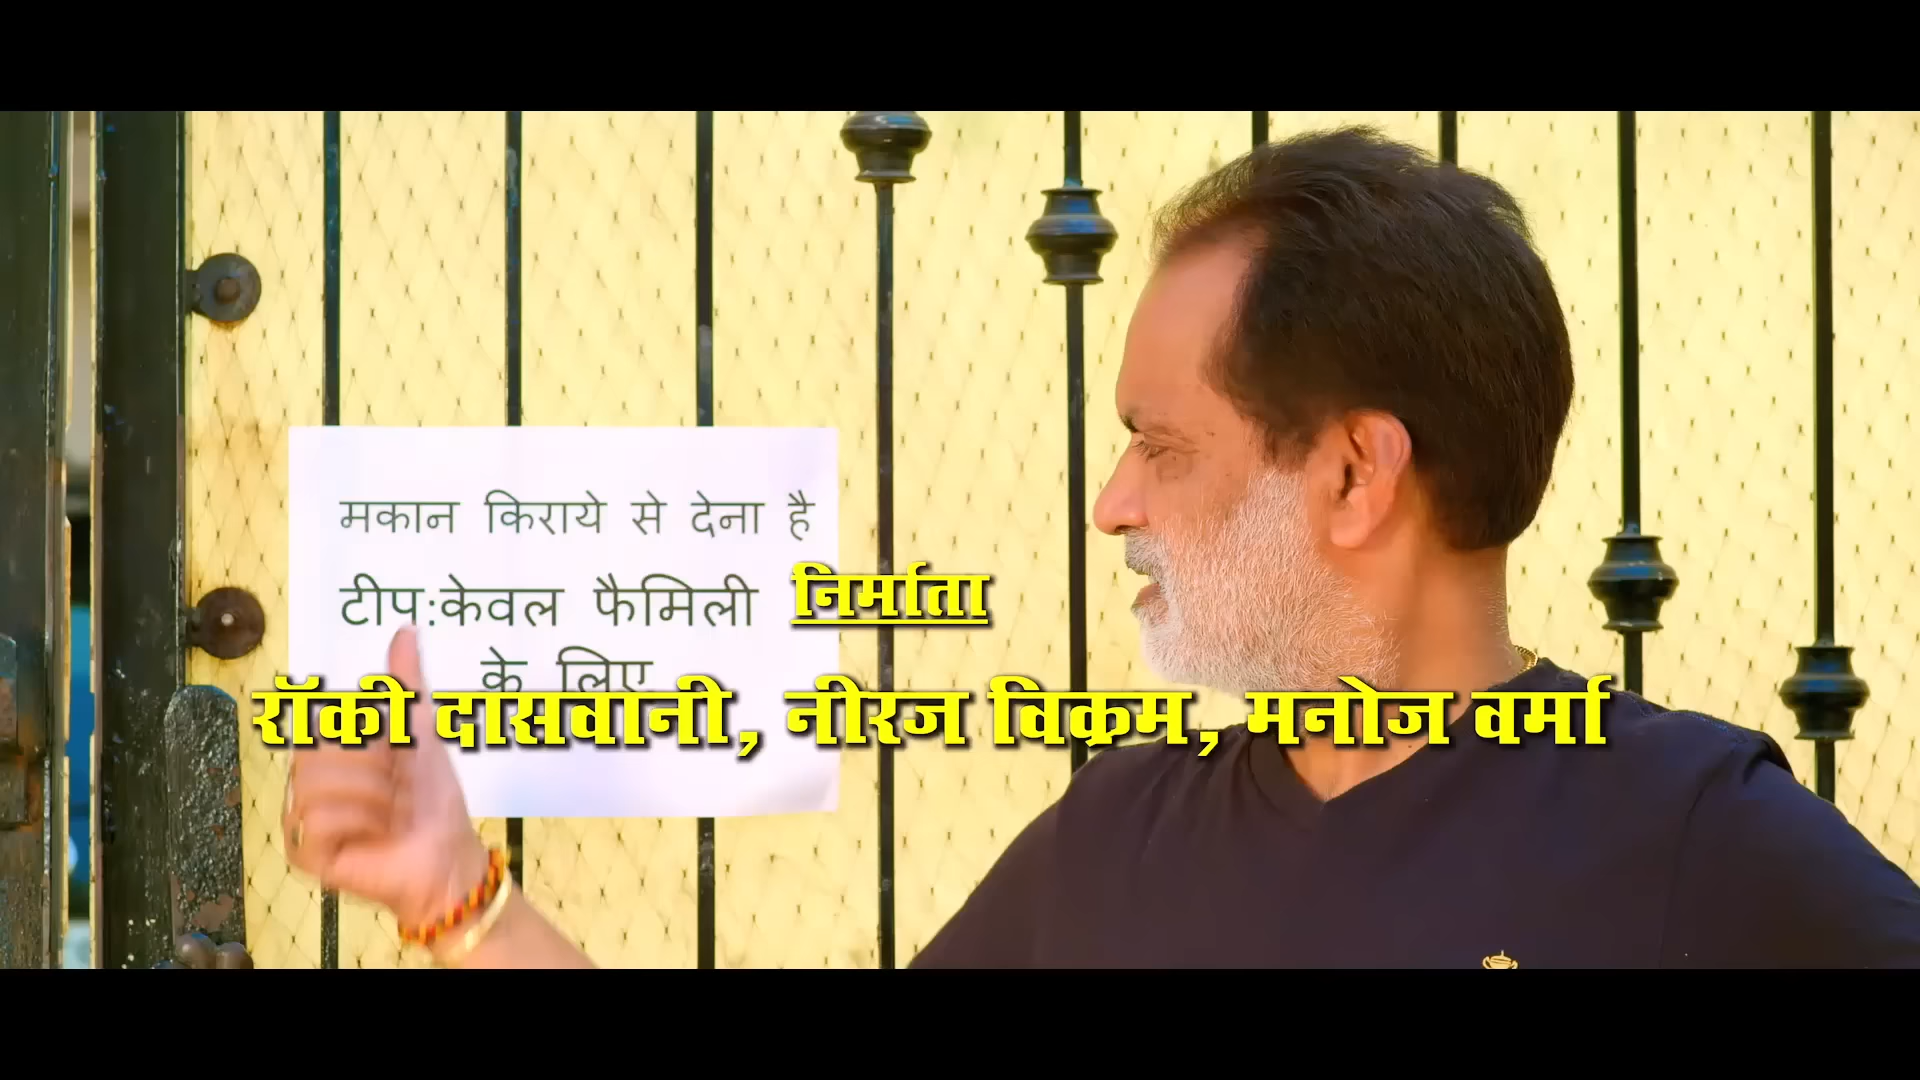 मकान किराये से देना है
टीप:केवल फैमिली
के लिए
निर्माता
रॉकी दासवानी, नीरज विक्रम, मनोज वर्मा